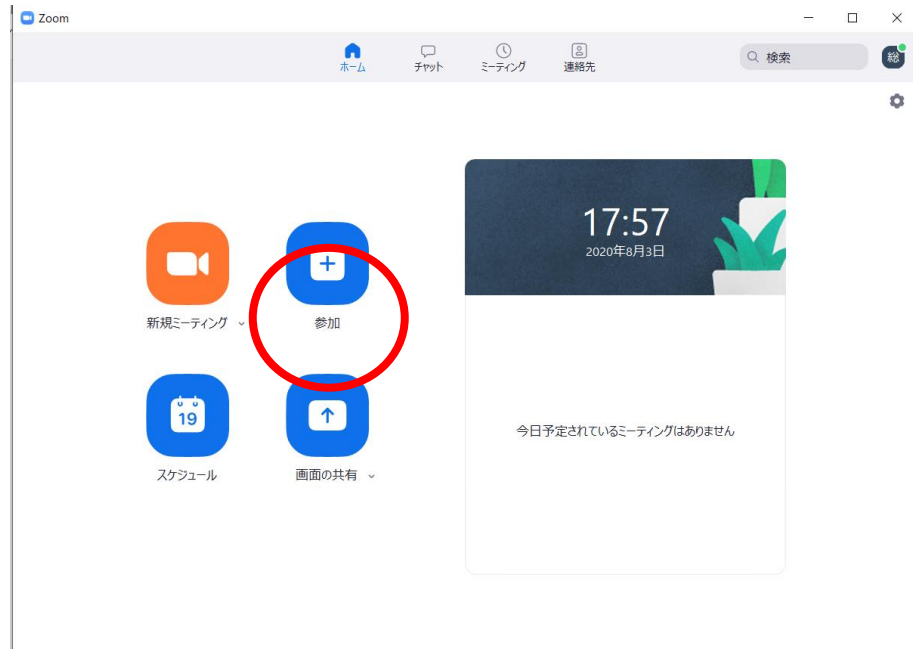 Zoom
ホーム
チャット
ミーティング
連絡先
検索
総
17:57
2020年8月3日
新規ミーティング
参加
19
スケジュール
画面の共有
今日予定されているミーティングはありません